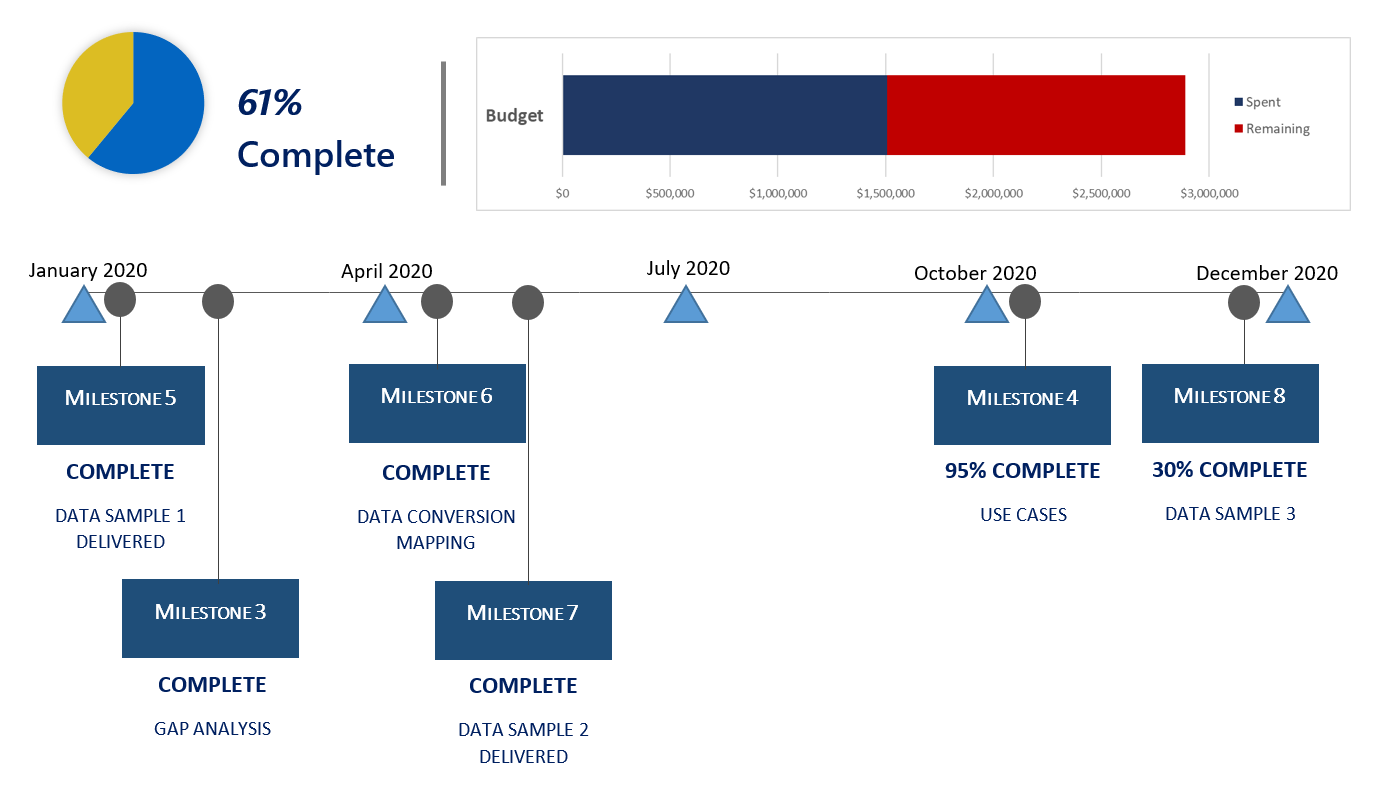 61%
Complete
Budget
Spent
Remaining
$0
$500,000
$1,000,000
$1,500,000
$2,000,000
$2,500,000
$3,000,000
January 2020
April 2020
July 2020
October 2020
December 2020
MILESTONE 5
COMPLETE
DATA SAMPLE 1
DELIVERED
MILESTONE 3
COMPLETE
GAP ANALYSIS
MILESTONE 6
COMPLETE
DATA CONVERSION
MAPPING
MILESTONE 7
COMPLETE
DATA SAMPLE 2
DELIVERED
MILESTONE 4
95% COMPLETE
USE CASES
MILESTONE 8
30% COMPLETE
DATA SAMPLE 3